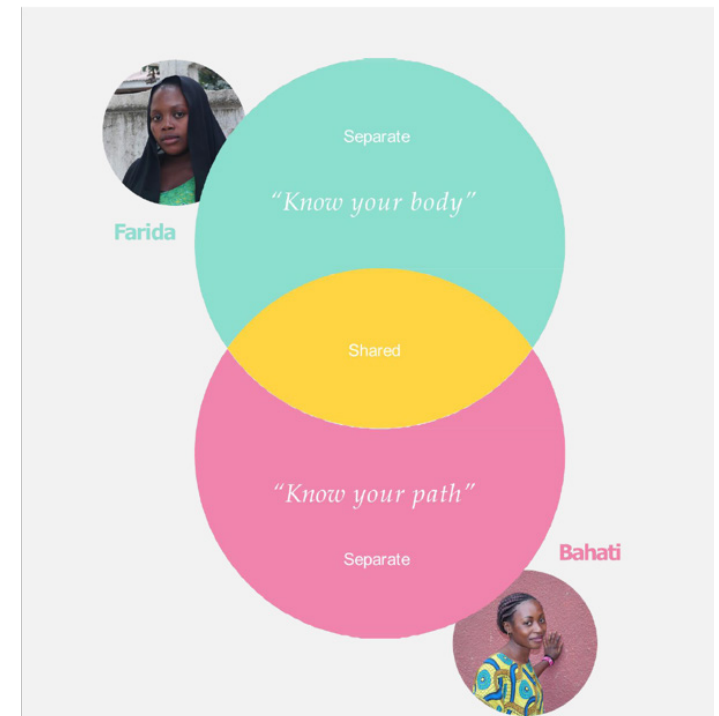 Separate
“Know your body”
Farida
Shared
“Know your path”
Bahati
Separate